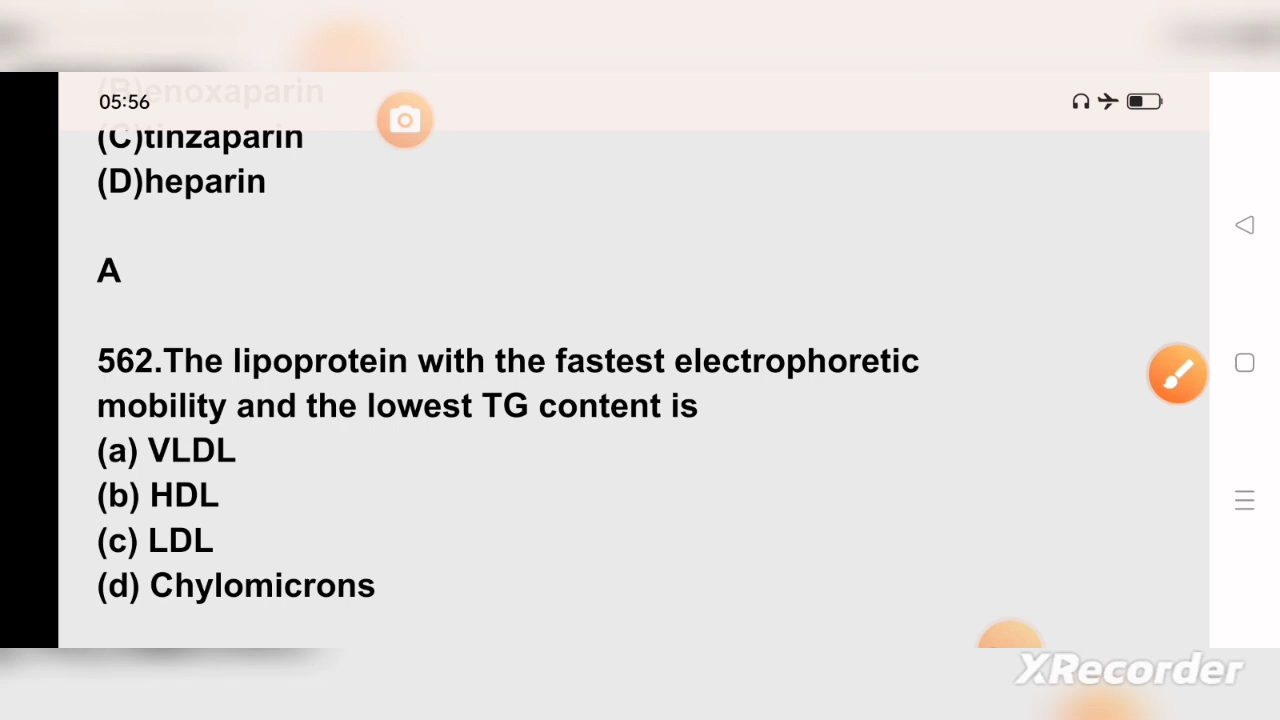 (B)enoxaparin
05:56
(C)tinzaparin
(D)heparin
A
562.The lipoprotein with the fastest electrophoretic
mobility and the lowest TG content is
(a) VLDL
(b) HDL
(c) LDL
(d) Chylomicrons
XRecorder